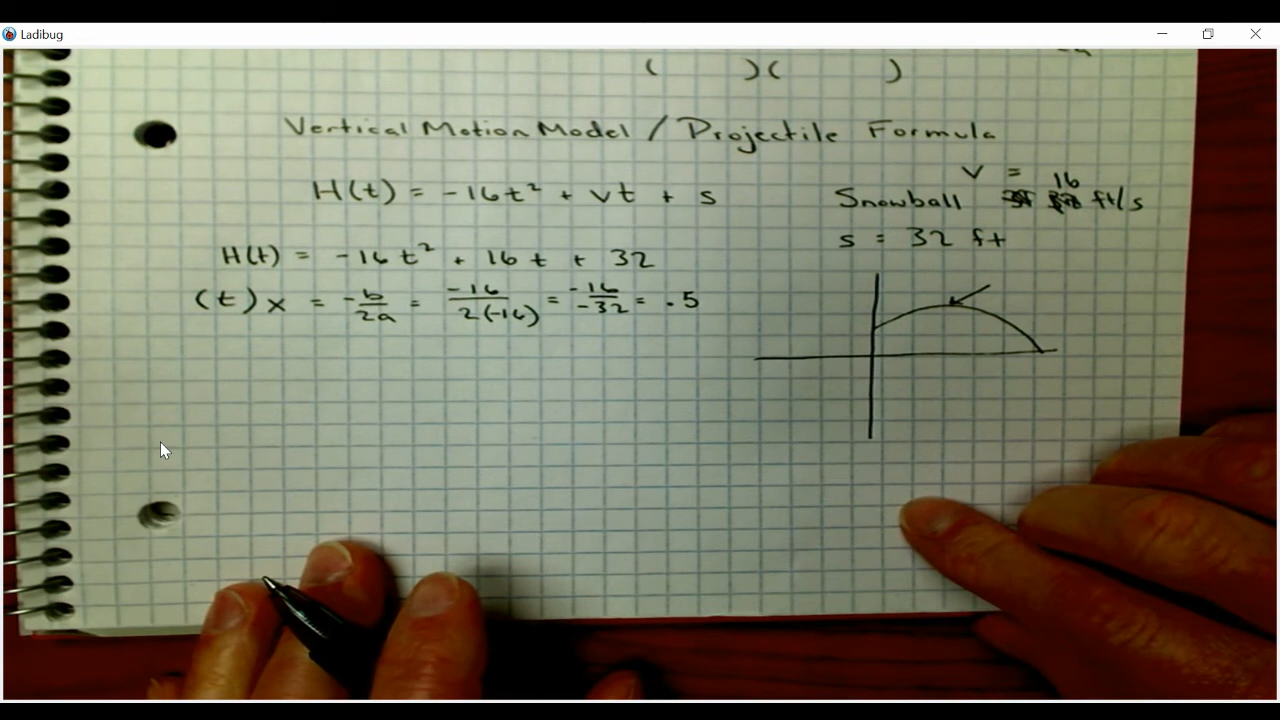 Ladibug
( )( )
Vertical Motion Model / Projectile Formula
H(t) = -16t² + vt + s
v = 16
Snowball ft/s
s = 32 ft
H(t) = -16t² + 16t + 32
(t) x = -b/2a = -16/2(-16) = -16/-32 = .5